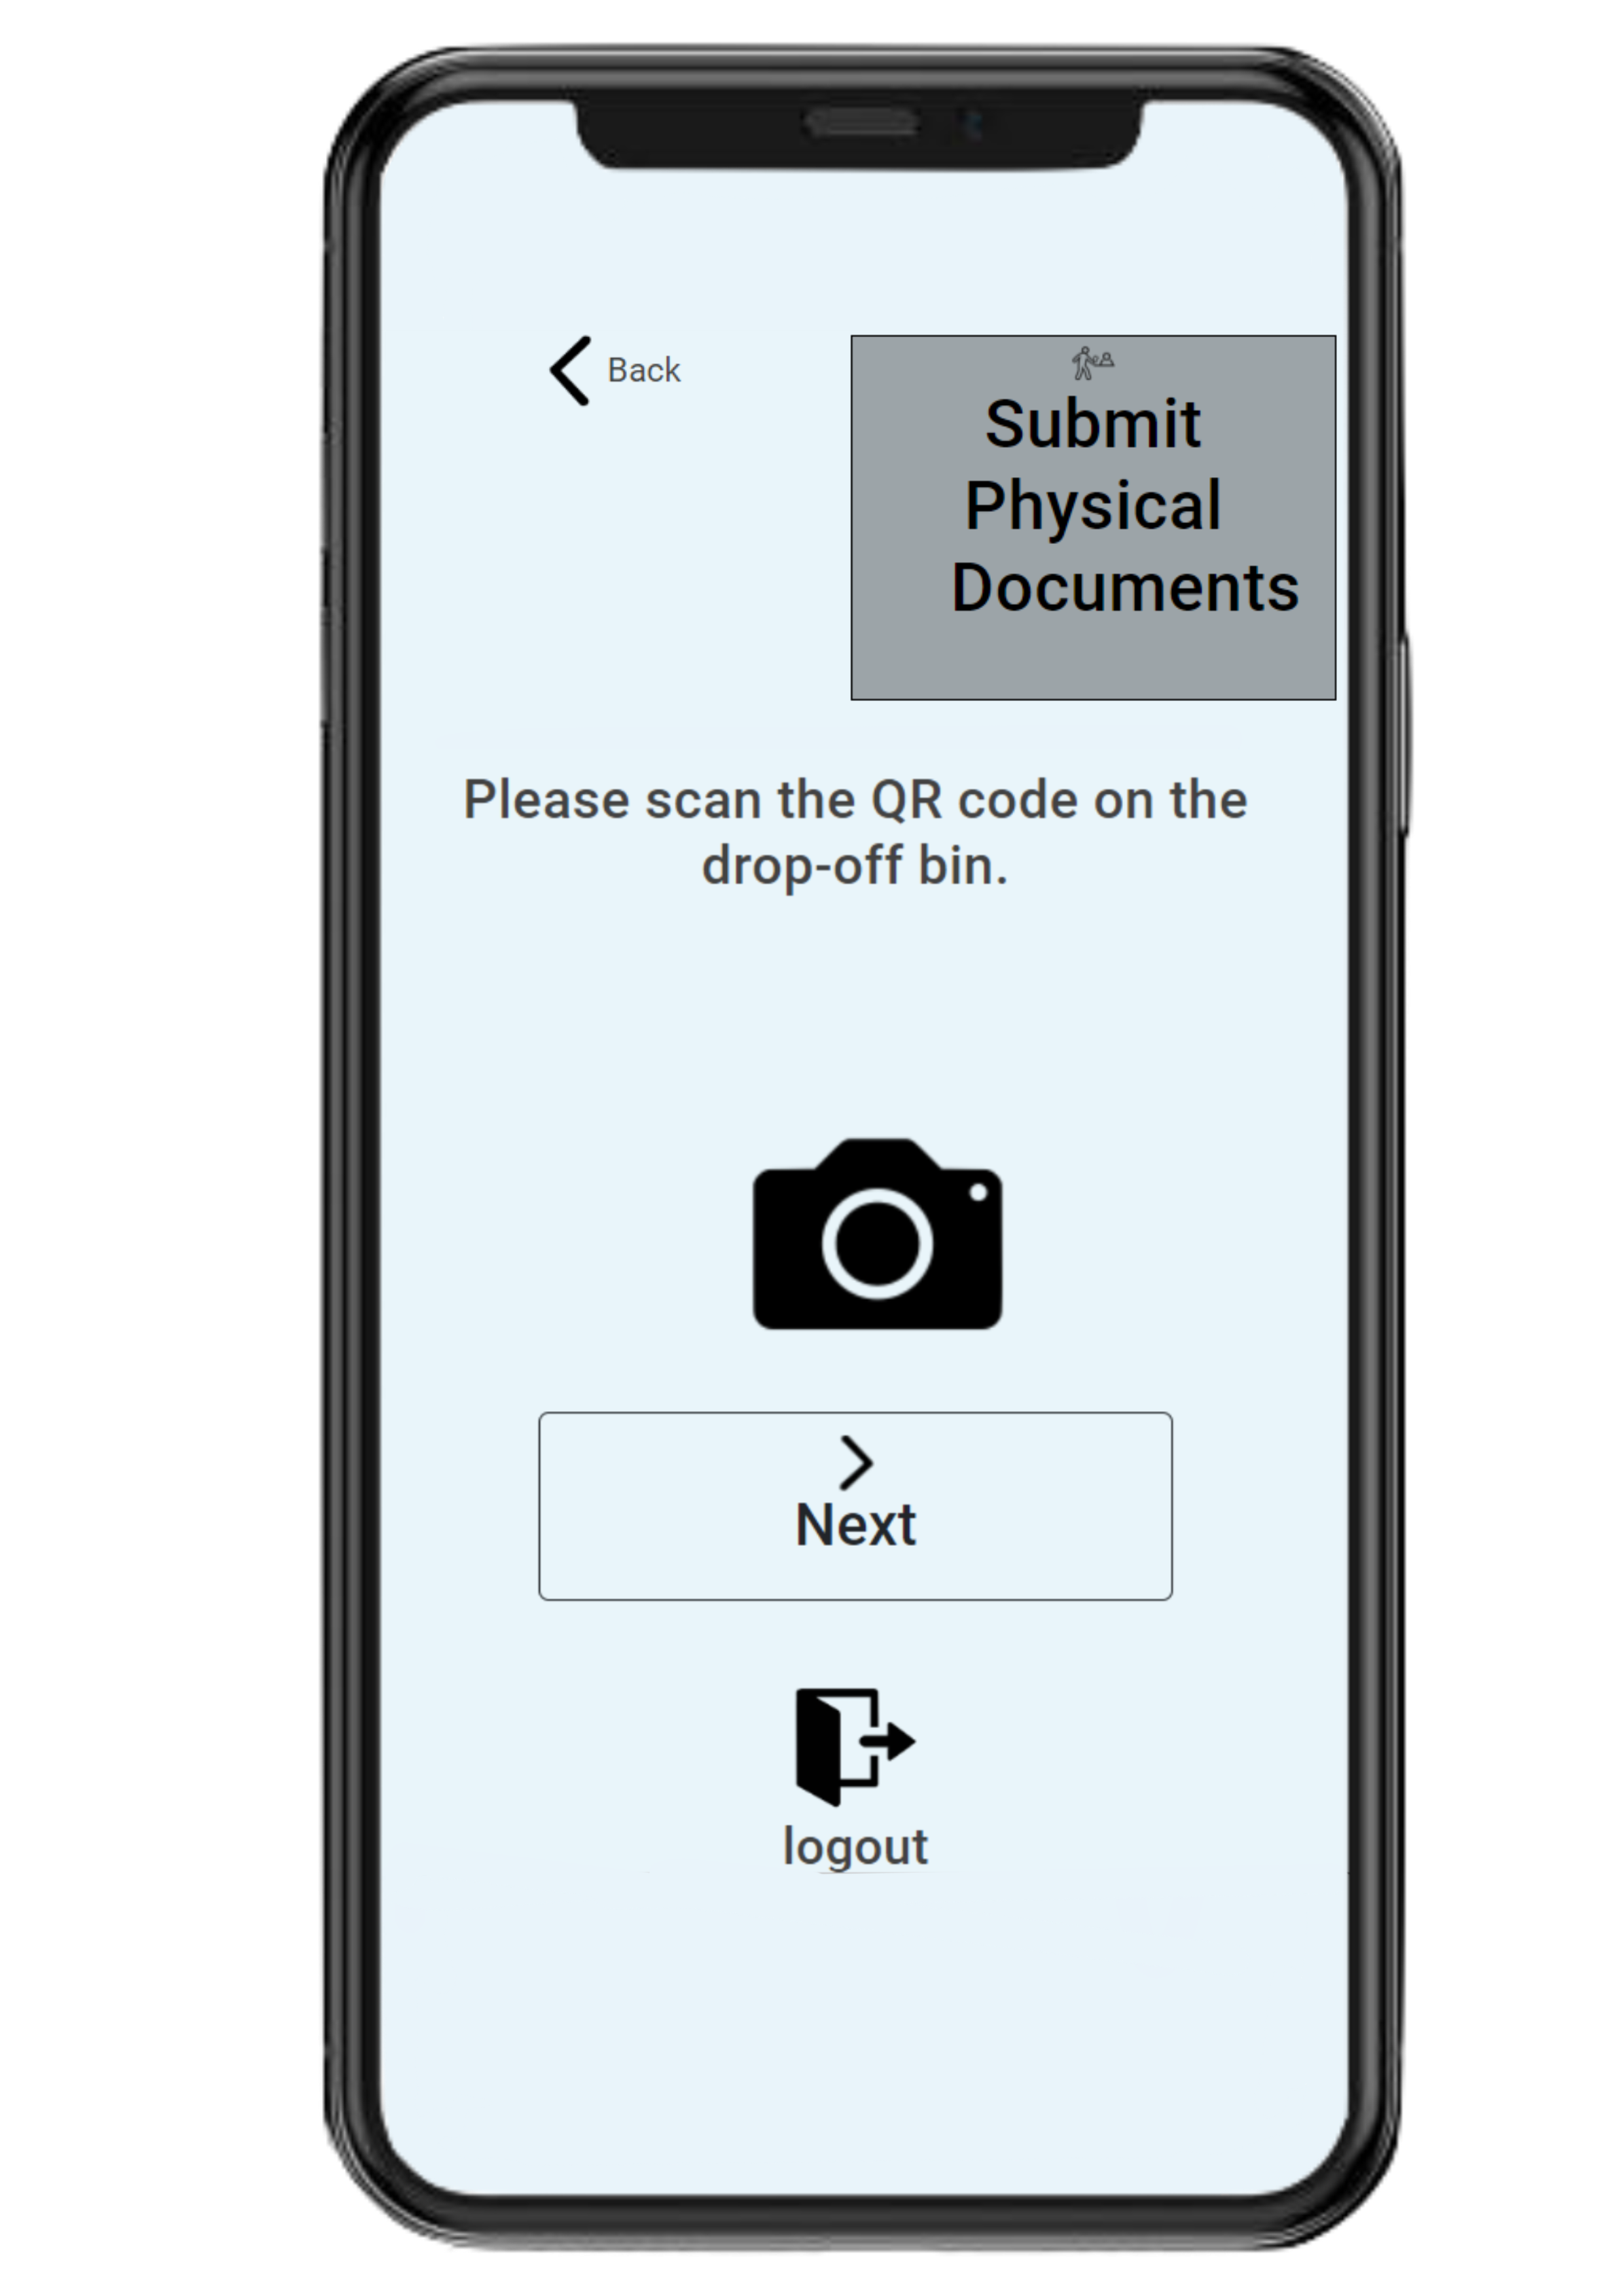 Back
Submit
Physical
Documents
Please scan the QR code on the
drop-off bin.
Next
logout